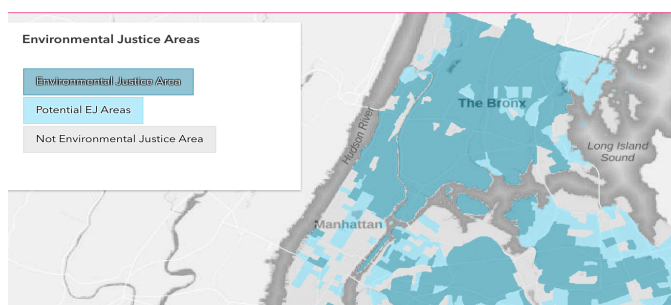 Environmental Justice Areas
Environmental Justice Area
Potential EJ Areas
Not Environmental Justice Area
The Bronx
Hudson River
Long Island
Sound
Manhattan